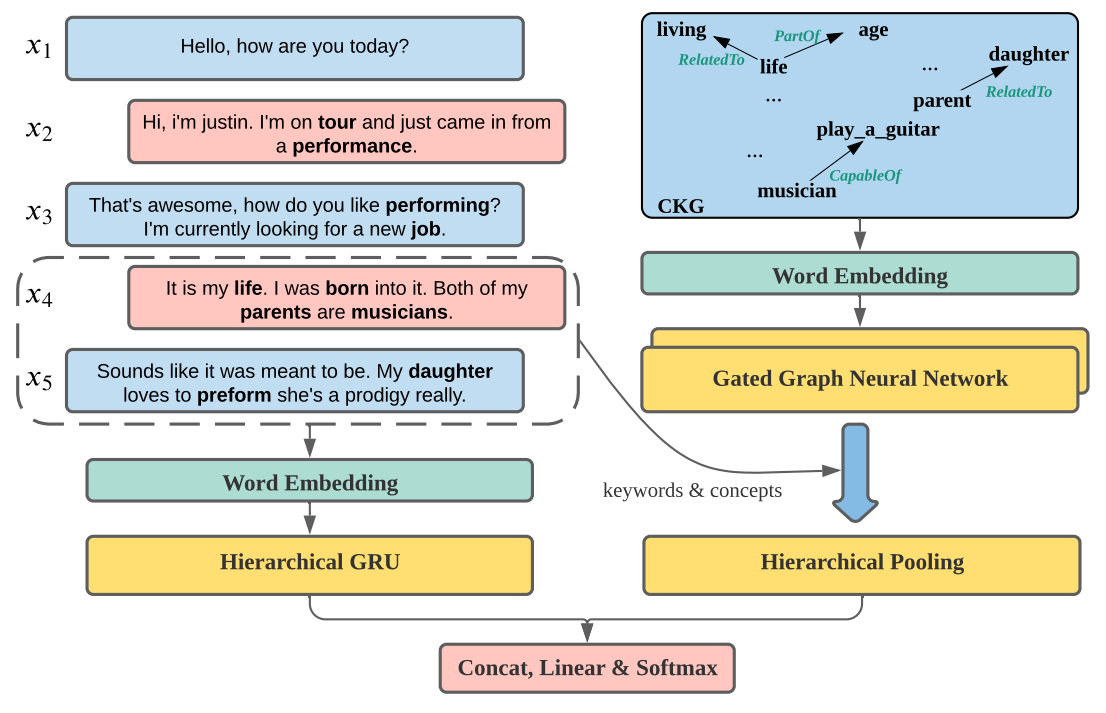 x1
Hello, how are you today?
x2
Hi, i'm justin. I'm on tour and just came in from
a performance.
x3
That's awesome, how do you like performing?
I'm currently looking for a new job.
x4
It is my life. I was born into it. Both of my
parents are musicians.
x5
Sounds like it was meant to be. My daughter
loves to preform she's a prodigy really.
Word Embedding
Hierarchical GRU
living
PartOf
age
RelatedTo
life
...
daughter
...
parent
RelatedTo
play_a_guitar
...
CapableOf
musician
CKG
Word Embedding
Gated Graph Neural Network
keywords & concepts
Hierarchical Pooling
Concat, Linear & Softmax